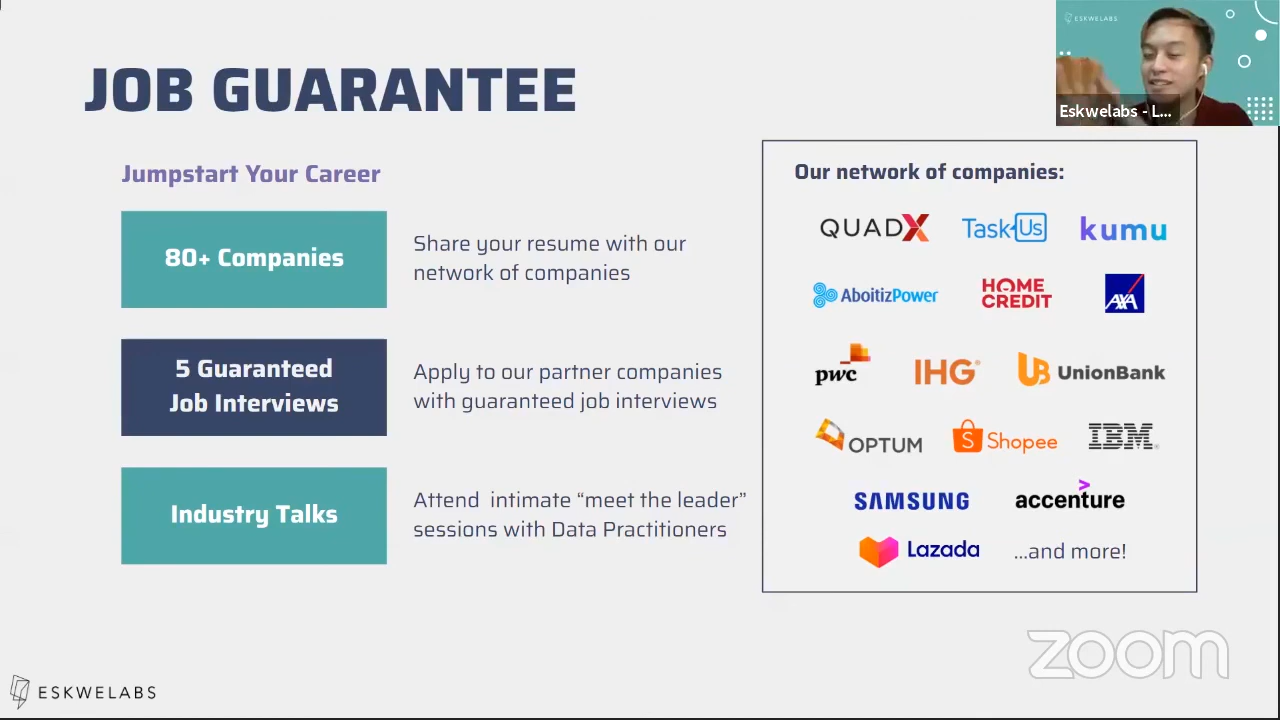 JOB GUARANTEE
ESKWELABS
Eskwelabs - L...
Jumpstart Your Career
80+ Companies
Share your resume with our
network of companies
5 Guaranteed
Job Interviews
Apply to our partner companies
with guaranteed job interviews
Industry Talks
Attend intimate “meet the leader”
sessions with Data Practitioners
Our network of companies:
QUADX TaskUs kumu
AboitizPower HOME CREDIT AXA
pwc IHG® UnionBank
OPTUM Shopee IBM®
SAMSUNG accenture
Lazada ...and more!
zoom
ESKWELABS